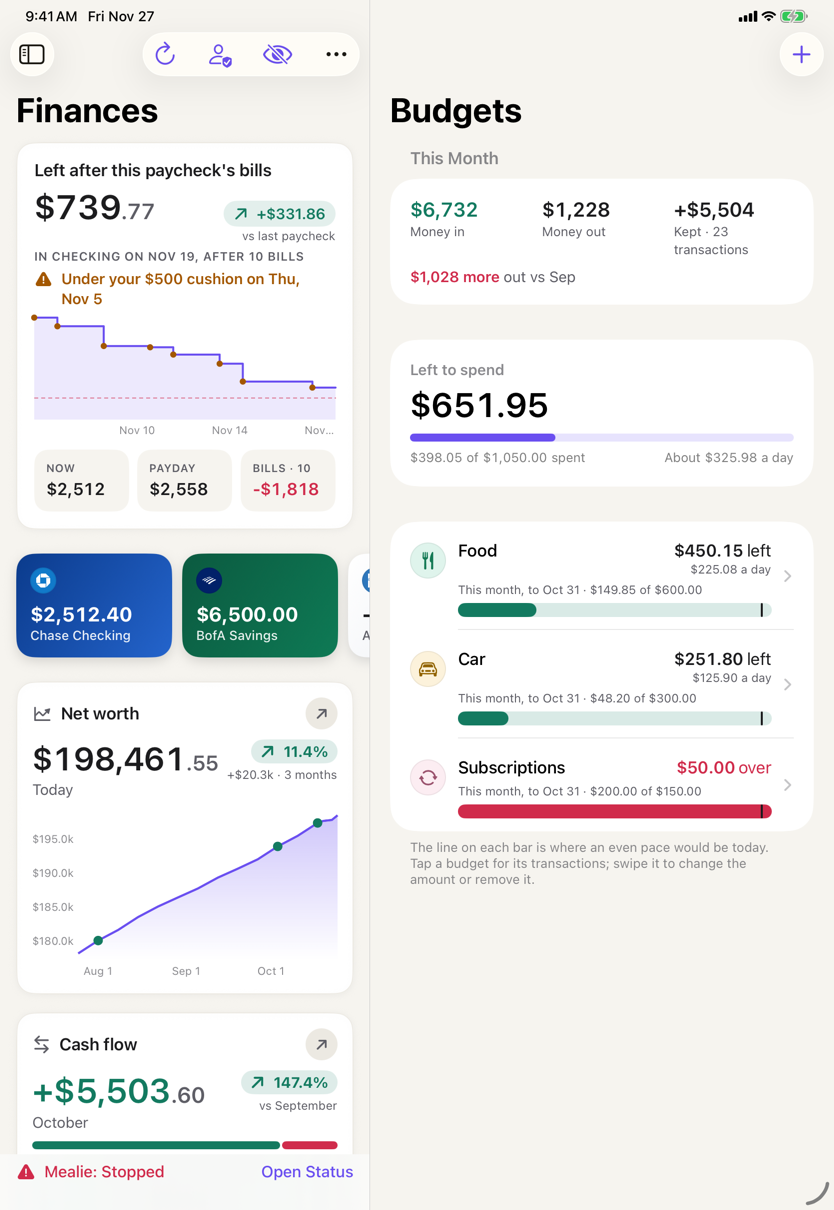 9:41 AM Fri Nov 27
Finances
Left after this paycheck's bills
$739.77
+$331.86
vs last paycheck
IN CHECKING ON NOV 19, AFTER 10 BILLS
Under your $500 cushion on Thu,
Nov 5
Nov 10 Nov 14 Nov...
NOW PAYDAY BILLS · 10
$2,512 $2,558 -$1,818
$2,512.40 $6,500.00
Chase Checking BofA Savings A
Net worth
$198,461.55
11.4%
+$20.3k · 3 months
Today
$195.0k
$190.0k
$185.0k
$180.0k
Aug 1 Sep 1 Oct 1
Cash flow
+$5,503.60
147.4%
vs September
October
Mealie: Stopped Open Status
Budgets
This Month
$6,732 $1,228 +$5,504
Money in Money out Kept · 23
transactions
$1,028 more out vs Sep
Left to spend
$651.95
$398.05 of $1,050.00 spent About $325.98 a day
Food $450.15 left
$225.08 a day
This month, to Oct 31 · $149.85 of $600.00
Car $251.80 left
$125.90 a day
This month, to Oct 31 · $48.20 of $300.00
Subscriptions $50.00 over
This month, to Oct 31 · $200.00 of $150.00
The line on each bar is where an even pace would be today.
Tap a budget for its transactions; swipe it to change the
amount or remove it.